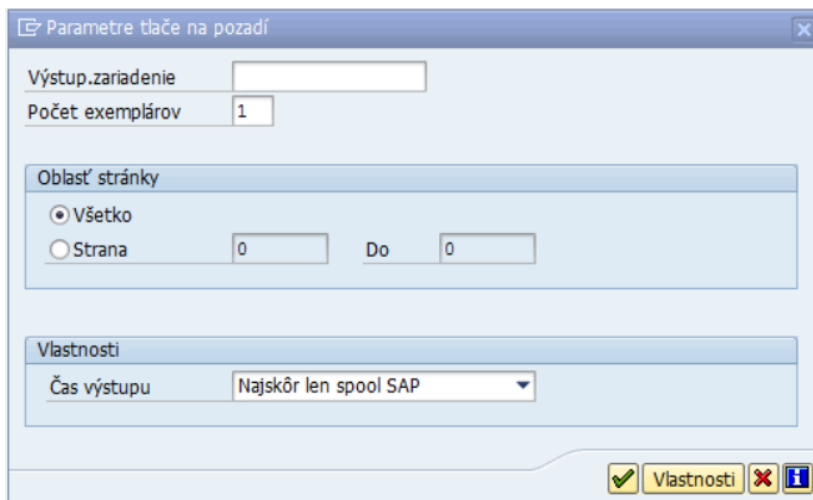 Parametre tlače na pozadí
Výstup.zariadenie
Počet exemplárov 1
Oblasť stránky
Všetko
Strana 0 Do 0
Vlastnosti
Čas výstupu Najskôr len spool SAP
Vlastnosti